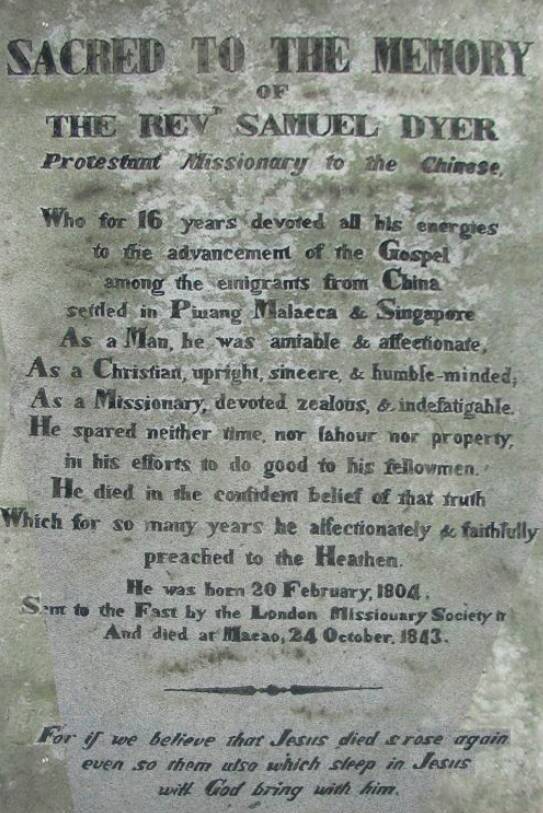 SACRED TO THE MEMORY
OF
THE REVᵀ SAMUEL DYER
Protestant Missionary to the Chinese,
Who for 16 years devoted all his energies
to the advancement of the Gospel
among the emigrants from China
settled in Pinang Malacca & Singapore
As a Man, he was amiable & affectionate,
As a Christian, upright, sincere, & humble-minded;
As a Missionary, devoted zealous, & indefatigable.
He spared neither time, nor labour nor property,
in his efforts to do good to his fellowmen.
He died in the confident belief of that truth
Which for so many years he affectionately & faithfully
preached to the Heathen.
He was born 20 February, 1804,
Sent to the East by the London Missionary Society
And died at Macao, 24 October, 1843.
For if we believe that Jesus died & rose again
even so them also which sleep in Jesus
will God bring with him.